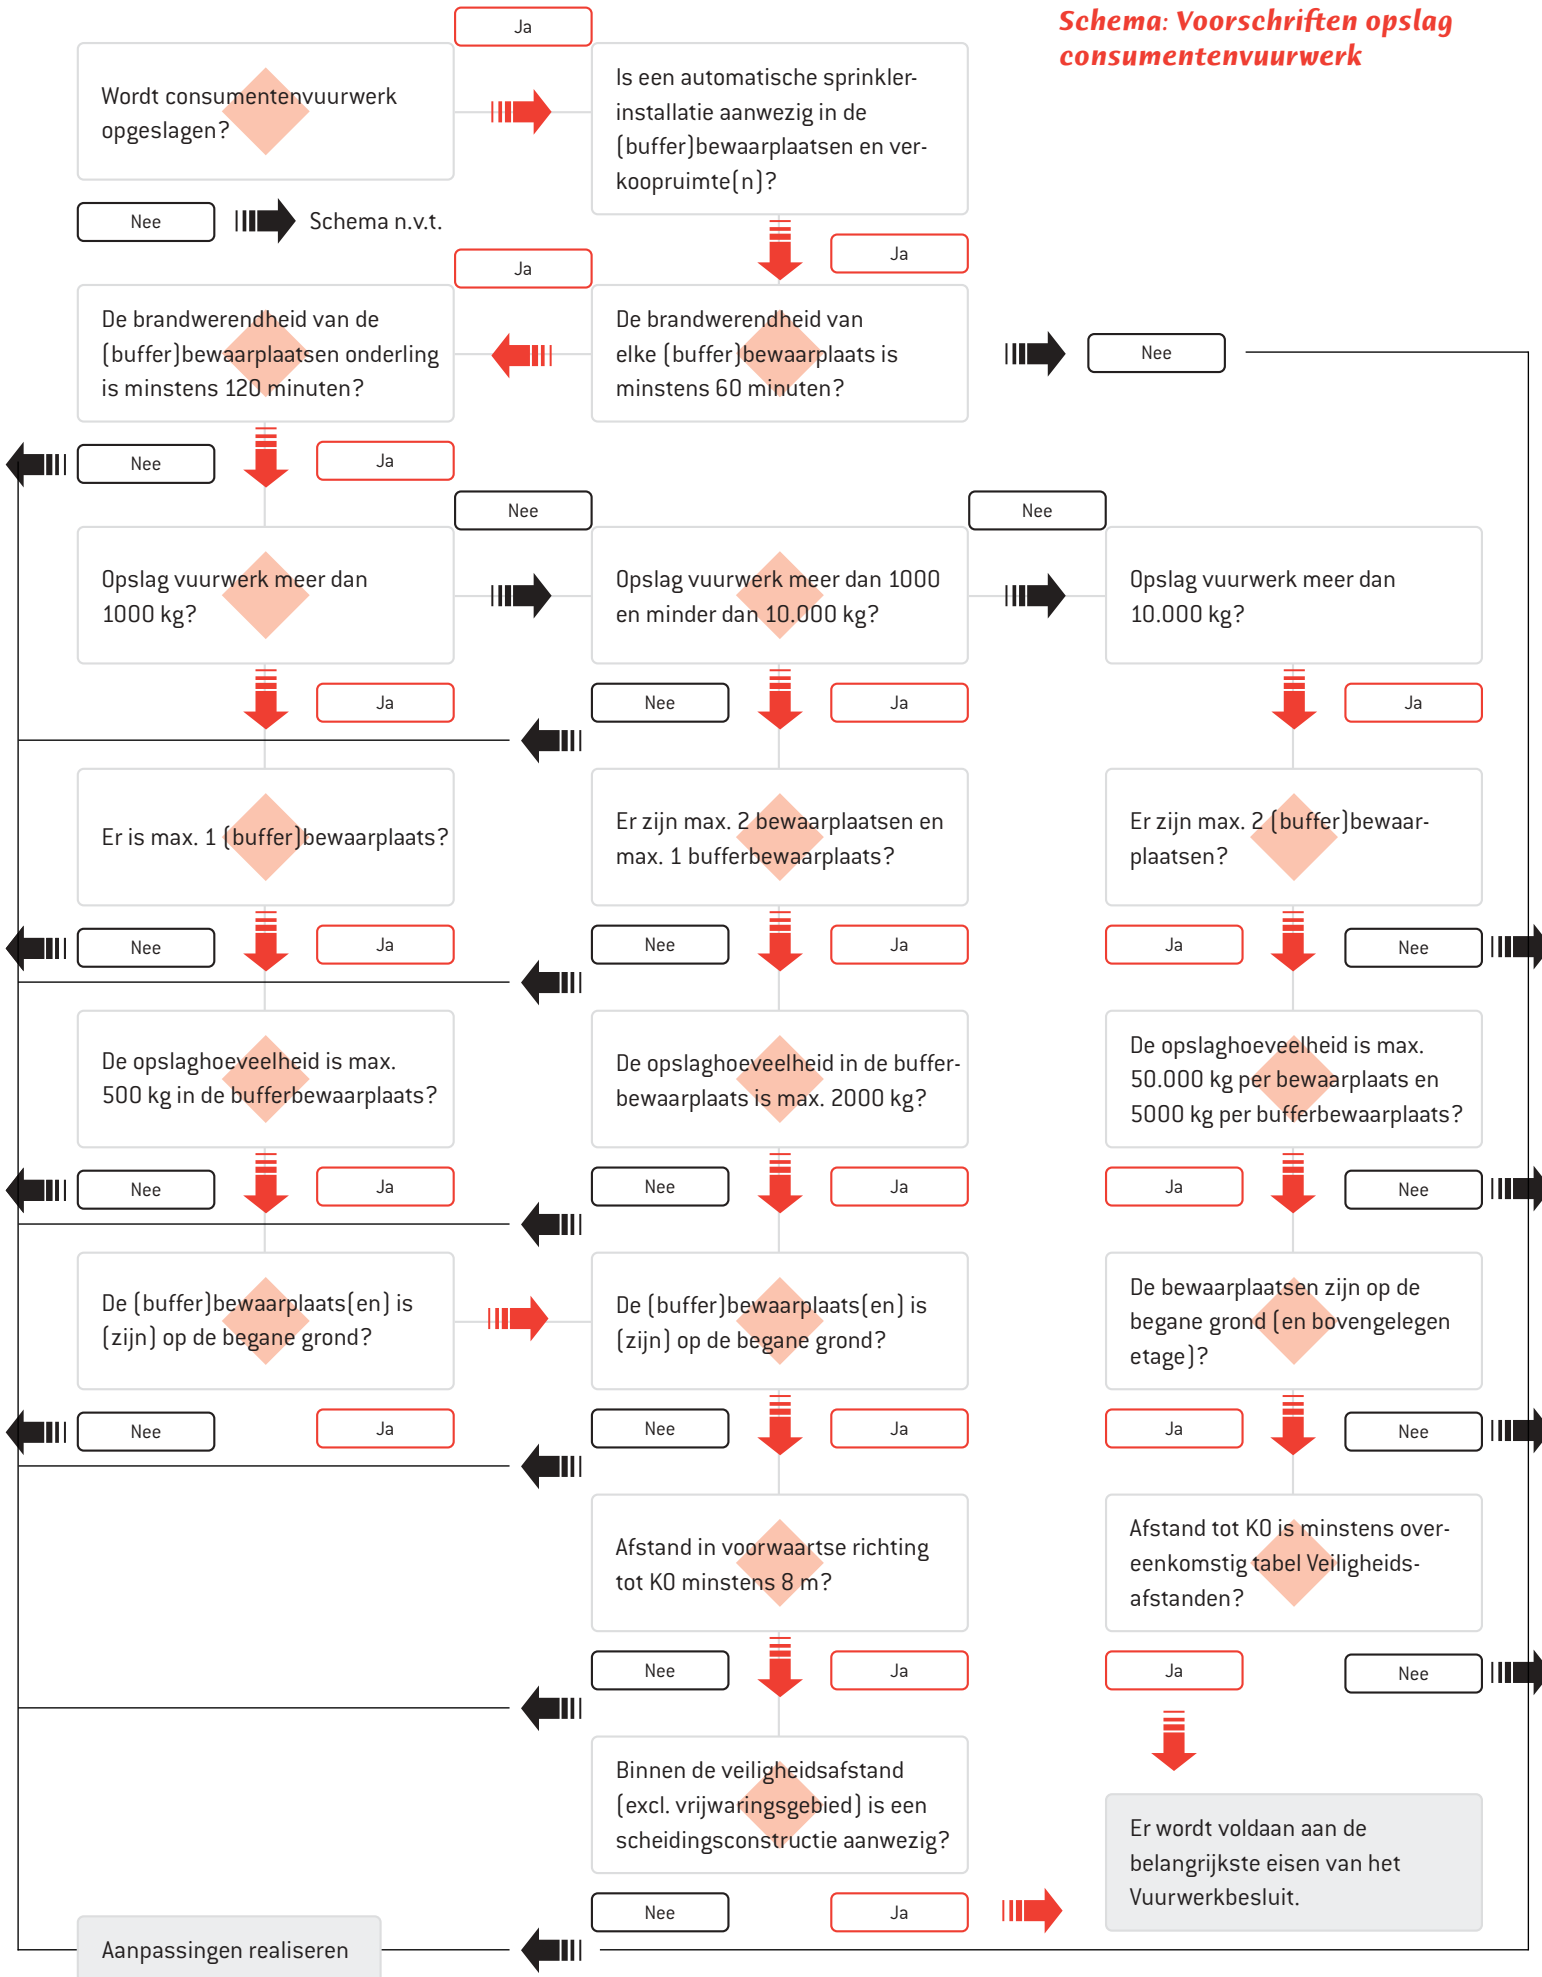 Schema: Voorschriften opslag
consumentenvuurwerk
Ja
Wordt consumentenvuurwerk
opgeslagen?
Is een automatische sprinkler-
installatie aanwezig in de
(buffer)bewaarplaatsen en ver-
koopruimte(n)?
Nee
Schema n.v.t.
Ja
Ja
De brandwerendheid van de
(buffer)bewaarplaatsen onderling
is minstens 120 minuten?
De brandwerendheid van
elke (buffer)bewaarplaats is
minstens 60 minuten?
Nee
Nee
Ja
Nee
Nee
Opslag vuurwerk meer dan
1000 kg?
Opslag vuurwerk meer dan 1000
en minder dan 10.000 kg?
Opslag vuurwerk meer dan
10.000 kg?
Ja
Nee
Ja
Ja
Er is max. 1 (buffer)bewaarplaats?
Er zijn max. 2 bewaarplaatsen en
max. 1 bufferbewaarplaats?
Er zijn max. 2 (buffer)bewaar-
plaatsen?
Nee
Ja
Nee
Ja
Ja
Nee
De opslaghoeveelheid is max.
500 kg in de bufferbewaarplaats?
De opslaghoeveelheid in de buffer-
bewaarplaats is max. 2000 kg?
De opslaghoeveelheid is max.
50.000 kg per bewaarplaats en
5000 kg per bufferbewaarplaats?
Nee
Ja
Nee
Ja
Ja
Nee
De (buffer)bewaarplaats(en) is
(zijn) op de begane grond?
De (buffer)bewaarplaats(en) is
(zijn) op de begane grond?
De bewaarplaatsen zijn op de
begane grond (en bovengelegen
etage)?
Nee
Ja
Nee
Ja
Ja
Nee
Afstand in voorwaartse richting
tot KO minstens 8 m?
Afstand tot KO is minstens over-
eenkomstig tabel Veiligheids-
afstanden?
Nee
Ja
Ja
Nee
Binnen de veiligheidsafstand
(excl. vrijwaringsgebied) is een
scheidingsconstructie aanwezig?
Er wordt voldaan aan de
belangrijkste eisen van het
Vuurwerkbesluit.
Nee
Ja
Aanpassingen realiseren